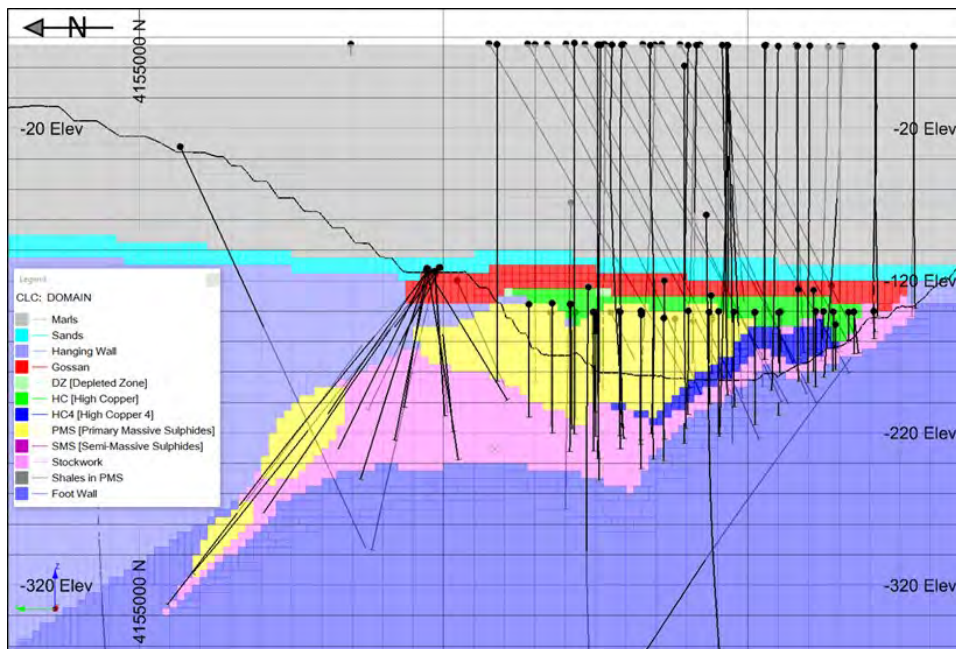 N
4155000 N
-20 Elev
-20 Elev
-120 Elev
Legend
CLC: DOMAIN
Marls
Sands
Hanging Wall
Gossan
DZ [Depleted Zone]
HC [High Copper]
HC4 [High Copper 4]
PMS [Primary Massive Sulphides]
SMS [Semi-Massive Sulphides]
Stockwork
Shales in PMS
Foot Wall
-220 Elev
-320 Elev
-320 Elev
4155000 N
z